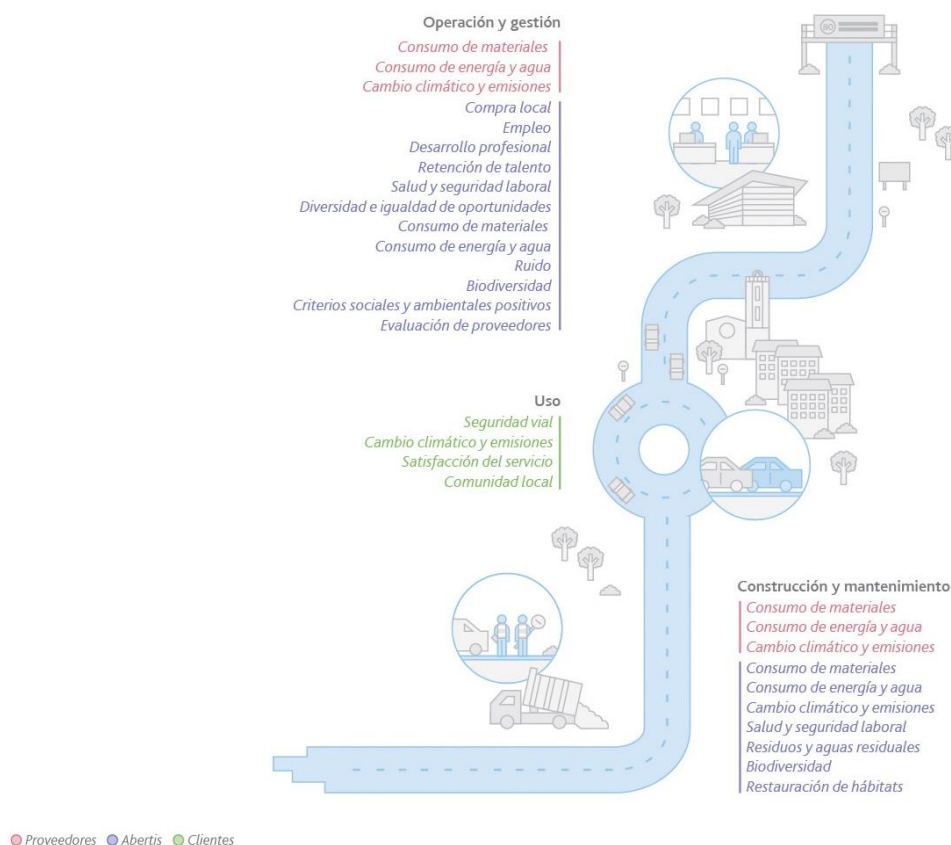 Operación y gestión
Consumo de materiales
Consumo de energía y agua
Cambio climático y emisiones
Compra local
Empleo
Desarrollo profesional
Retención de talento
Salud y seguridad laboral
Diversidad e igualdad de oportunidades
Consumo de materiales
Consumo de energía y agua
Ruido
Biodiversidad
Criterios sociales y ambientales positivos
Evaluación de proveedores
80
Uso
Seguridad vial
Cambio climático y emisiones
Satisfacción del servicio
Comunidad local
Construcción y mantenimiento
Consumo de materiales
Consumo de energía y agua
Cambio climático y emisiones
Consumo de materiales
Consumo de energía y agua
Cambio climático y emisiones
Salud y seguridad laboral
Residuos y aguas residuales
Biodiversidad
Restauración de hábitats
Proveedores Abertis Clientes